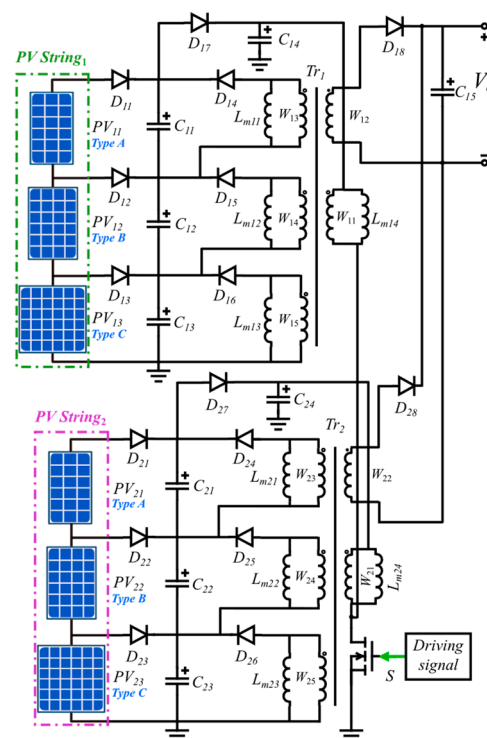 D17
C14
D18
PV String1
Tr1
C15
V
D11
D14
Lm11
W13
W12
PV11
Type A
C11
D12
D15
W11
Lm14
PV12
Type B
C12
Lm12
W14
D13
D16
PV13
Type C
C13
Lm13
W15
D27
C24
D28
PV String2
Tr2
D21
D24
Lm21
W23
W22
PV21
Type A
C21
D22
D25
PV22
Type B
C22
Lm22
W24
W21
Lm24
D23
D26
Driving
signal
S
PV23
Type C
C23
Lm23
W25